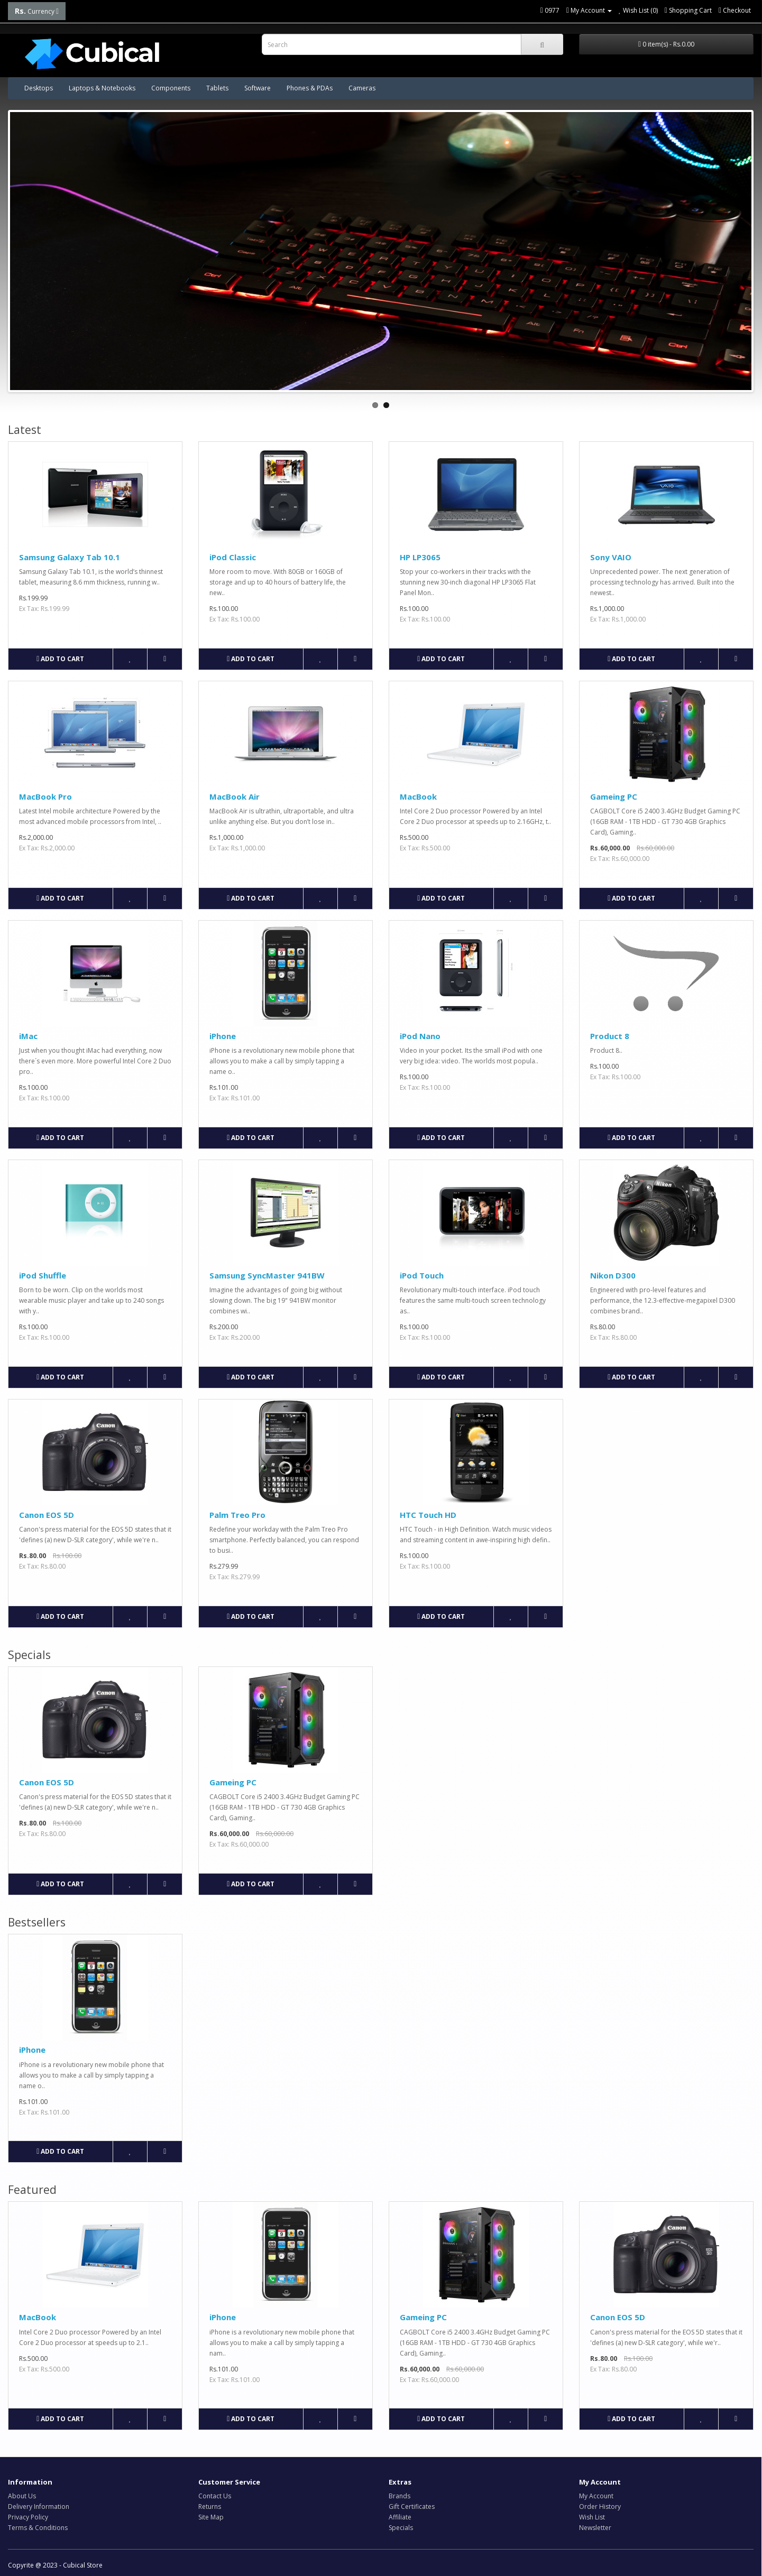 Rs. Currency
0977 My Account Wish List (0) Shopping Cart Checkout
Cubical
Search
0 item(s) - Rs.0.00
Desktops Laptops & Notebooks Components Tablets Software Phones & PDAs Cameras
Latest
Samsung Galaxy Tab 10.1
Samsung Galaxy Tab 10.1, is the world's thinnest
tablet, measuring 8.6 mm thickness, running w..
Rs.199.99
Ex Tax: Rs.199.99
ADD TO CART
iPod Classic
More room to move. With 80GB or 160GB of
storage and up to 40 hours of battery life, the
new..
Rs.100.00
Ex Tax: Rs.100.00
ADD TO CART
HP LP3065
Stop your co-workers in their tracks with the
stunning new 30-inch diagonal HP LP3065 Flat
Panel Mon..
Rs.100.00
Ex Tax: Rs.100.00
ADD TO CART
Sony VAIO
Unprecedented power. The next generation of
processing technology has arrived. Built into the
newest..
Rs.1,000.00
Ex Tax: Rs.1,000.00
ADD TO CART
MacBook Pro
Latest Intel mobile architecture Powered by the
most advanced mobile processors from Intel, ..
Rs.2,000.00
Ex Tax: Rs.2,000.00
ADD TO CART
MacBook Air
MacBook Air is ultrathin, ultraportable, and ultra
unlike anything else. But you don't lose in..
Rs.1,000.00
Ex Tax: Rs.1,000.00
ADD TO CART
MacBook
Intel Core 2 Duo processor Powered by an Intel
Core 2 Duo processor at speeds up to 2.16GHz, t..
Rs.500.00
Ex Tax: Rs.500.00
ADD TO CART
Gameing PC
CAGBOLT Core i5 2400 3.4GHz Budget Gaming PC
(16GB RAM - 1TB HDD - GT 730 4GB Graphics
Card), Gaming..
Rs.60,000.00 Rs.60,000.00
Ex Tax: Rs.60,000.00
ADD TO CART
iMac
Just when you thought iMac had everything, now
there´s even more. More powerful Intel Core 2 Duo
pro..
Rs.100.00
Ex Tax: Rs.100.00
ADD TO CART
iPhone
iPhone is a revolutionary new mobile phone that
allows you to make a call by simply tapping a
name o..
Rs.101.00
Ex Tax: Rs.101.00
ADD TO CART
iPod Nano
Video in your pocket. Its the small iPod with one
very big idea: video. The worlds most popula..
Rs.100.00
Ex Tax: Rs.100.00
ADD TO CART
Product 8
Product 8..
Rs.100.00
Ex Tax: Rs.100.00
ADD TO CART
iPod Shuffle
Born to be worn. Clip on the worlds most
wearable music player and take up to 240 songs
with y..
Rs.100.00
Ex Tax: Rs.100.00
ADD TO CART
Samsung SyncMaster 941BW
Imagine the advantages of going big without
slowing down. The big 19" 941BW monitor
combines wi..
Rs.200.00
Ex Tax: Rs.200.00
ADD TO CART
iPod Touch
Revolutionary multi-touch interface. iPod touch
features the same multi-touch screen technology
as..
Rs.100.00
Ex Tax: Rs.100.00
ADD TO CART
Nikon
Nikon D300
Engineered with pro-level features and
performance, the 12.3-effective-megapixel D300
combines brand..
Rs.80.00
Ex Tax: Rs.80.00
ADD TO CART
Canon
Canon EOS 5D
Canon's press material for the EOS 5D states that it
'defines (a) new D-SLR category', while we're n..
Rs.80.00 Rs.100.00
Ex Tax: Rs.80.00
ADD TO CART
Palm Treo Pro
Redefine your workday with the Palm Treo Pro
smartphone. Perfectly balanced, you can respond
to busi..
Rs.279.99
Ex Tax: Rs.279.99
ADD TO CART
HTC Touch HD
HTC Touch - in High Definition. Watch music videos
and streaming content in awe-inspiring high defin..
Rs.100.00
Ex Tax: Rs.100.00
ADD TO CART
Specials
Canon
Canon EOS 5D
Canon's press material for the EOS 5D states that it
'defines (a) new D-SLR category', while we're n..
Rs.80.00 Rs.100.00
Ex Tax: Rs.80.00
ADD TO CART
Gameing PC
CAGBOLT Core i5 2400 3.4GHz Budget Gaming PC
(16GB RAM - 1TB HDD - GT 730 4GB Graphics
Card), Gaming..
Rs.60,000.00 Rs.60,000.00
Ex Tax: Rs.60,000.00
ADD TO CART
Bestsellers
iPhone
iPhone is a revolutionary new mobile phone that
allows you to make a call by simply tapping a
name o..
Rs.101.00
Ex Tax: Rs.101.00
ADD TO CART
Featured
MacBook
Intel Core 2 Duo processor Powered by an Intel
Core 2 Duo processor at speeds up to 2.1..
Rs.500.00
Ex Tax: Rs.500.00
ADD TO CART
iPhone
iPhone is a revolutionary new mobile phone that
allows you to make a call by simply tapping a
nam..
Rs.101.00
Ex Tax: Rs.101.00
ADD TO CART
Gameing PC
CAGBOLT Core i5 2400 3.4GHz Budget Gaming PC
(16GB RAM - 1TB HDD - GT 730 4GB Graphics
Card), Gaming..
Rs.60,000.00 Rs.60,000.00
Ex Tax: Rs.60,000.00
ADD TO CART
Canon
Canon EOS 5D
Canon's press material for the EOS 5D states that it
'defines (a) new D-SLR category', while we'r..
Rs.80.00 Rs.100.00
Ex Tax: Rs.80.00
ADD TO CART
Information
About Us
Delivery Information
Privacy Policy
Terms & Conditions
Customer Service
Contact Us
Returns
Site Map
Extras
Brands
Gift Certificates
Affiliate
Specials
My Account
My Account
Order History
Wish List
Newsletter
Copyrite @ 2023 - Cubical Store